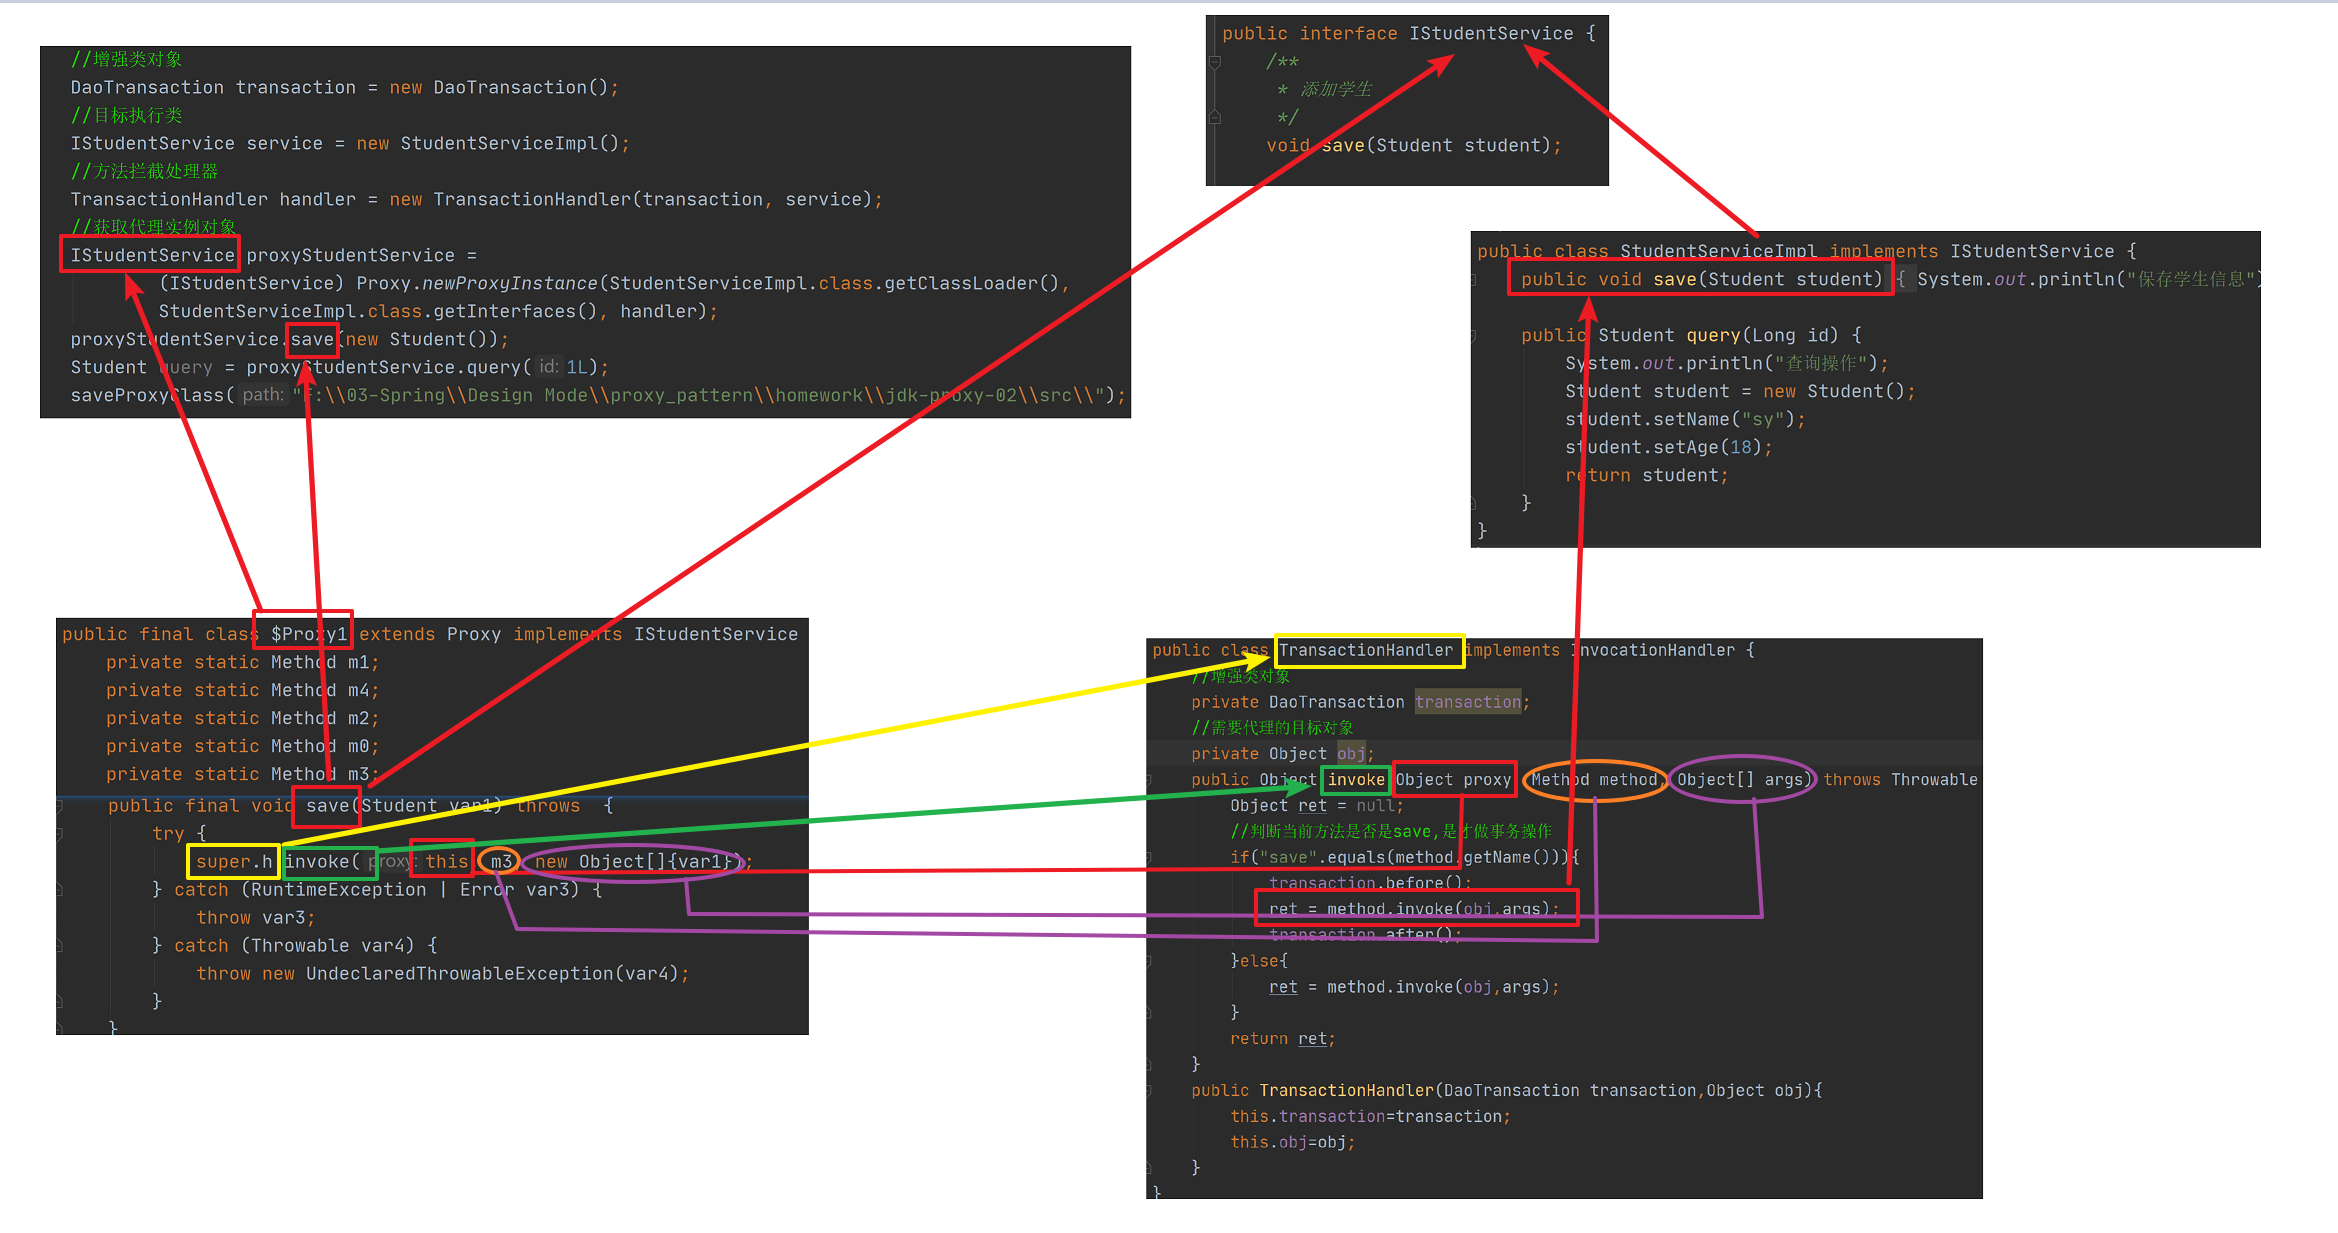 //增强类对象
DaoTransaction transaction = new DaoTransaction();
//目标执行类
IStudentService service = new StudentServiceImpl();
//方法拦截处理器
TransactionHandler handler = new TransactionHandler(transaction, service);
//获取代理实例对象
IStudentService proxyStudentService =
(IStudentService) Proxy.newProxyInstance(StudentServiceImpl.class.getClassLoader(),
StudentServiceImpl.class.getInterfaces(), handler);
proxyStudentService.save(new Student());
Student query = proxyStudentService.query( id: 1L);
saveProxyClass( path: "F:\\03-Spring\\Design Mode\\proxy_pattern\\homework\\jdk-proxy-02\\src\\");
public interface IStudentService {
/**
* 添加学生
*/
void save(Student student);
public class StudentServiceImpl implements IStudentService {
public void save(Student student) { System.out.println("保存学生信息")
public Student query(Long id) {
System.out.println("查询操作");
Student student = new Student();
student.setName("sy");
student.setAge(18);
return student;
}
}
public final class $Proxy1 extends Proxy implements IStudentService
private static Method m1;
private static Method m4;
private static Method m2;
private static Method m0;
private static Method m3;
public final void save(Student var1) throws {
try {
super.h invoke( proxy: this m3 new Object[]{var1});
} catch (RuntimeException | Error var3) {
throw var3;
} catch (Throwable var4) {
throw new UndeclaredThrowableException(var4);
}
}
public class TransactionHandler implements InvocationHandler {
//增强类对象
private DaoTransaction transaction;
//需要代理的目标对象
private Object obj;
public Object invoke Object proxy Method method, Object[] args) throws Throwable
Object ret = null;
//判断当前方法是否是save,是才做事务操作
if("save".equals(method.getName())){
transaction.before();
ret = method.invoke(obj,args);
transaction.after();
}else{
ret = method.invoke(obj,args);
}
return ret;
}
public TransactionHandler(DaoTransaction transaction,Object obj){
this.transaction=transaction;
this.obj=obj;
}
}